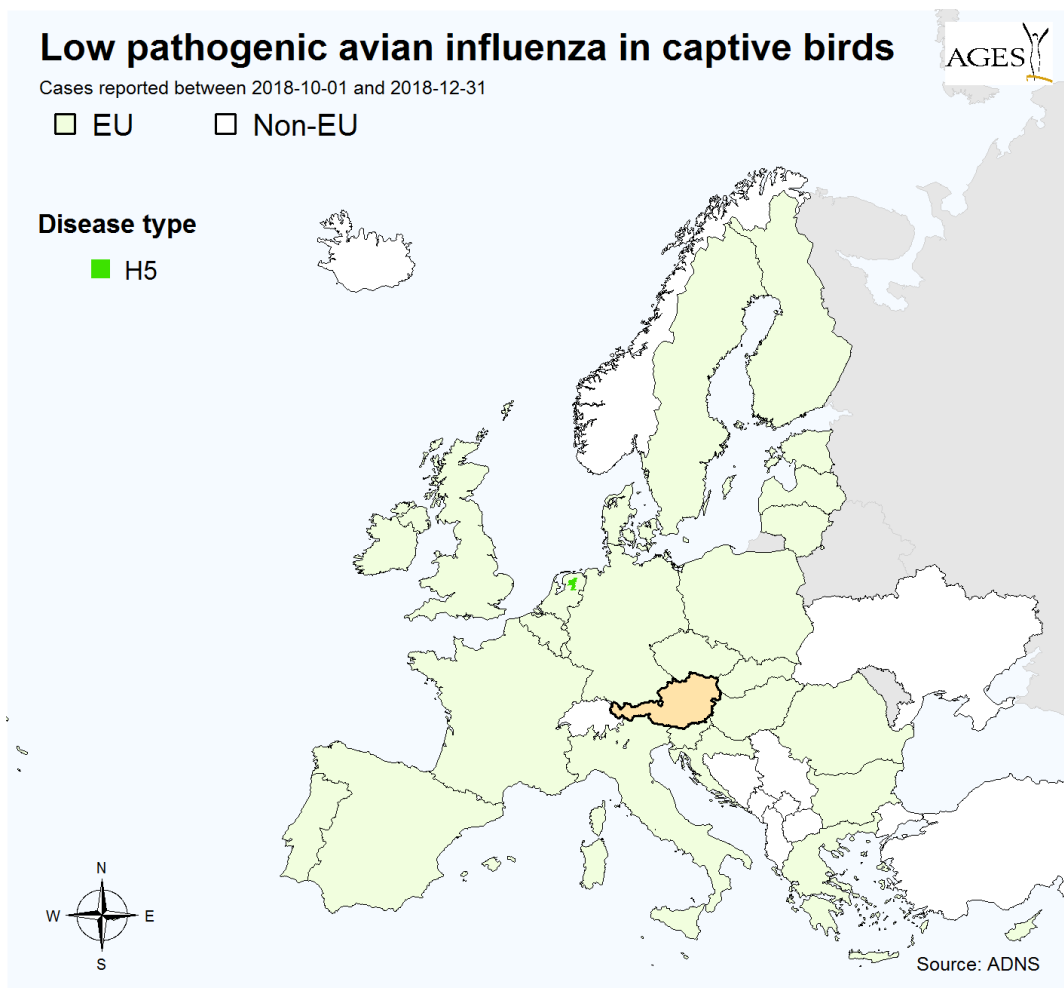 Low pathogenic avian influenza in captive birds
AGES
Cases reported between 2018-10-01 and 2018-12-31
EU
Non-EU
Disease type
H5
N
W
E
S
Source: ADNS